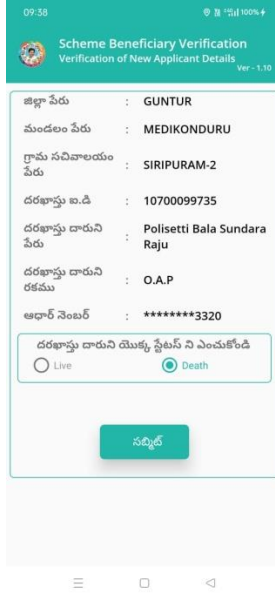 09:38
100%
Scheme Beneficiary Verification
Verification of New Applicant Details
Ver - 1.10
జిల్లా పేరు : GUNTUR
మండలం పేరు : MEDIKONDURU
గ్రామ సచివాలయం
పేరు : SIRIPURAM-2
దరఖాస్తు ఐ.డి : 10700099735
దరఖాస్తు దారుని
పేరు : Polisetti Bala Sundara
Raju
దరఖాస్తు దారుని
రకము : O.A.P
ఆధార్ నెంబర్ : ********3320
దరఖాస్తు దారుని యొక్క స్టేటస్ ని ఎంచుకోండి
Live Death
సబ్మిట్